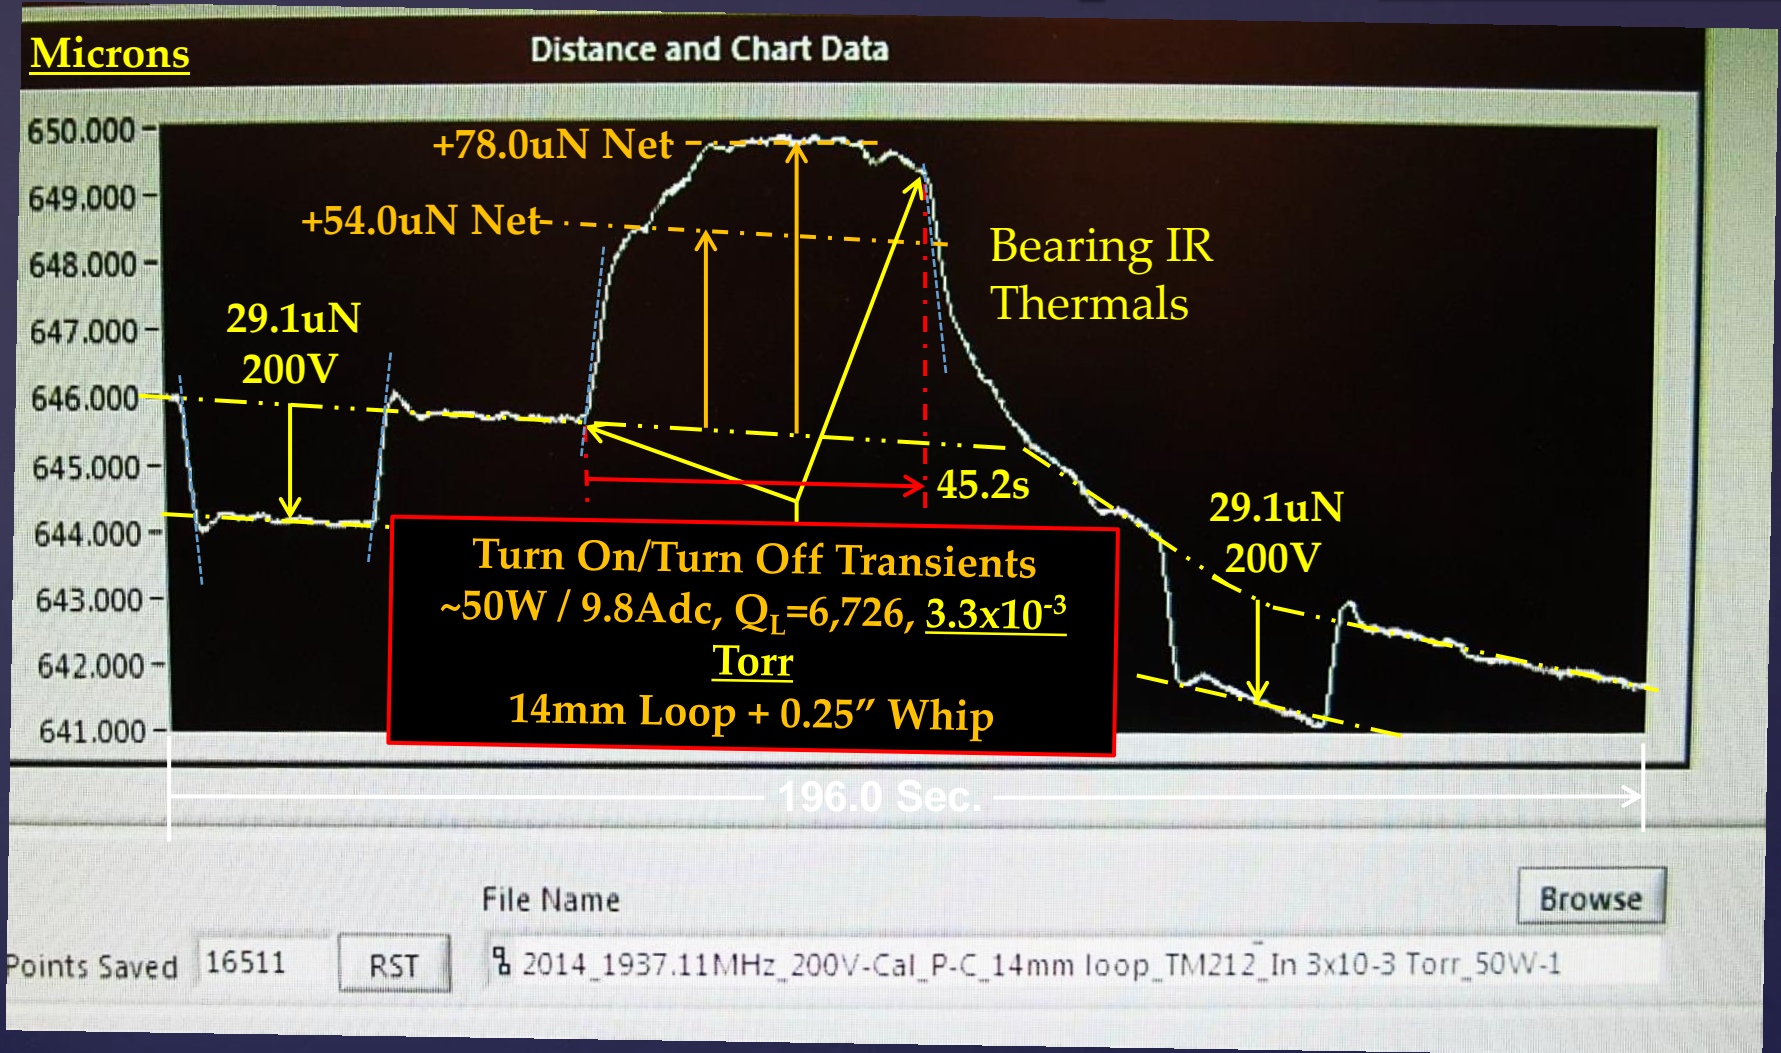 Microns
Distance and Chart Data
650.000
649.000
648.000
647.000
646.000
645.000
644.000
643.000
642.000
641.000
+78.0uN Net
+54.0uN Net
29.1uN
200V
Bearing IR
Thermals
45.2s
29.1uN
200V
Turn On/Turn Off Transients
~50W / 9.8Adc, QL=6,726, 3.3x10-3
Torr
14mm Loop + 0.25” Whip
196.0 Sec.
File Name
Browse
Points Saved 16511 RST 2014_1937.11MHz_200V-Cal_P-C_14mm loop_TM212_In 3x10-3 Torr_50W-1